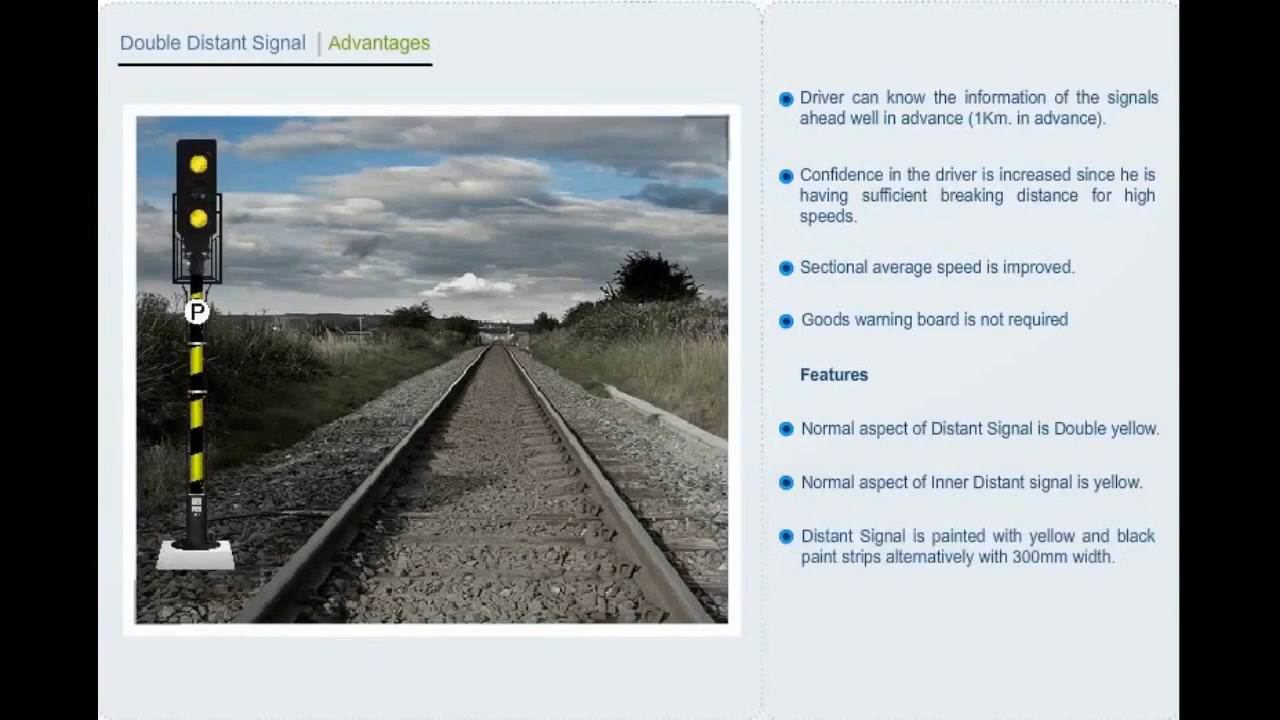 Double Distant Signal | Advantages
P
Driver can know the information of the signals
ahead well in advance (1Km. in advance).
Confidence in the driver is increased since he is
having sufficient breaking distance for high
speeds.
Sectional average speed is improved.
Goods warning board is not required
Features
Normal aspect of Distant Signal is Double yellow.
Normal aspect of Inner Distant signal is yellow.
Distant Signal is painted with yellow and black
paint strips alternatively with 300mm width.